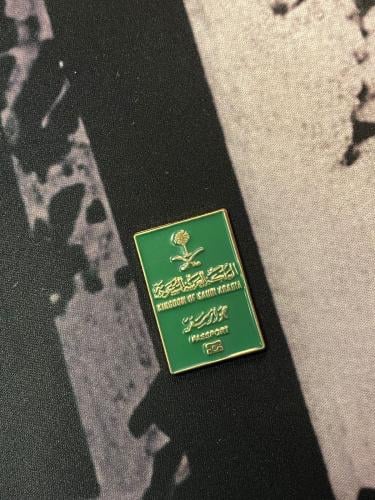 المملكة العربية السعودية
KINGDOM OF SAUDI ARABIA
جواز سفر
PASSPORT